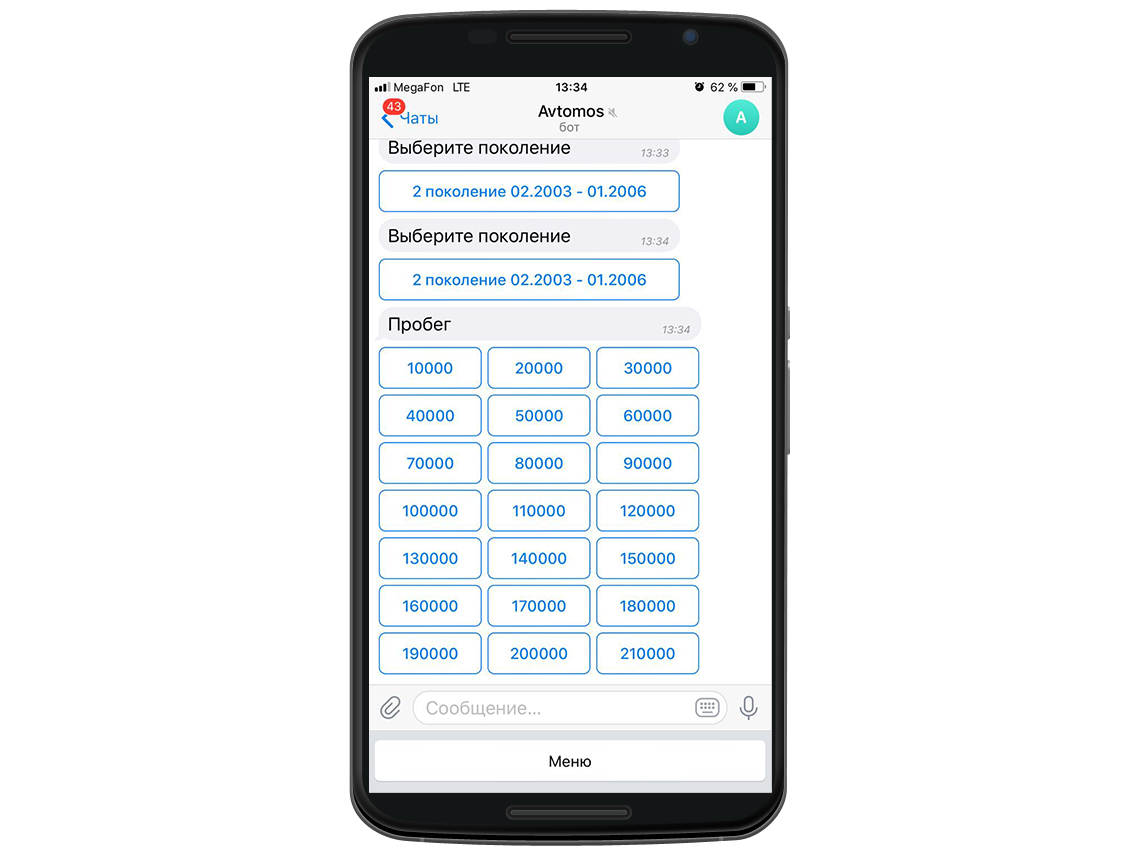 MegaFon LTE 13:34 62 %
43
Чаты
Avtomos
бот
A
Выберите поколение 13:33
2 поколение 02.2003 - 01.2006
Выберите поколение 13:34
2 поколение 02.2003 - 01.2006
Пробег 13:34
10000 20000 30000
40000 50000 60000
70000 80000 90000
100000 110000 120000
130000 140000 150000
160000 170000 180000
190000 200000 210000
Сообщение...
Меню